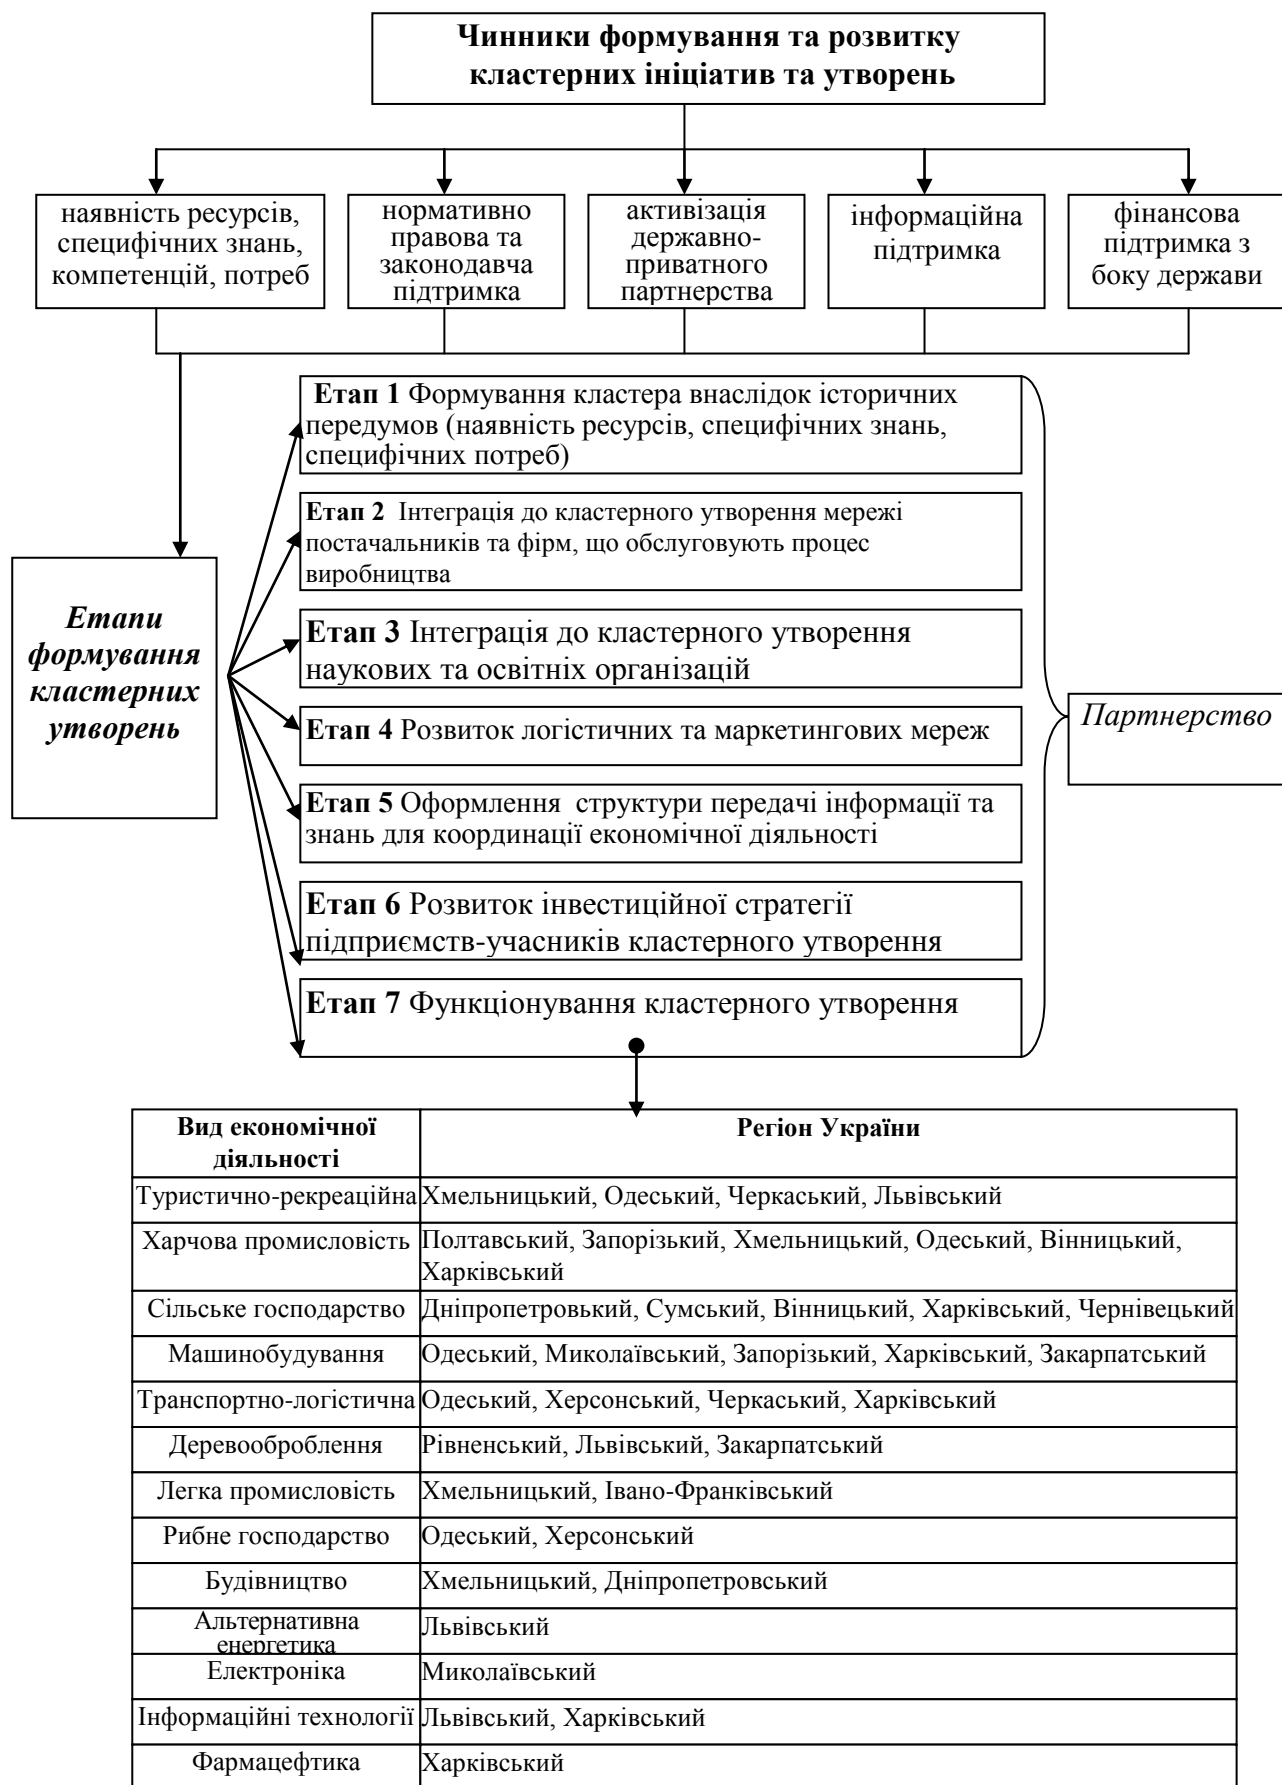 Чинники формування та розвитку
кластерних ініціатив та утворень
наявність ресурсів,
специфічних знань,
компетенцій, потреб
нормативно
правова та
законодавча
підтримка
активізація
державно-
приватного
партнерства
інформаційна
підтримка
фінансова
підтримка з
боку держави
Етап 1 Формування кластера внаслідок історичних
передумов (наявність ресурсів, специфічних знань,
специфічних потреб)
Етап 2 Інтеграція до кластерного утворення мережі
постачальників та фірм, що обслуговують процес
виробництва
Етапи
формування
кластерних
утворень
Етап 3 Інтеграція до кластерного утворення
наукових та освітніх організацій
Етап 4 Розвиток логістичних та маркетингових мереж
Партнерство
Етап 5 Оформлення структури передачі інформації та
знань для координації економічної діяльності
Етап 6 Розвиток інвестиційної стратегії
підприємств-учасників кластерного утворення
Етап 7 Функціонування кластерного утворення
Вид економічної
діяльності
Регіон України
Туристично-рекреаційна
Хмельницький, Одеський, Черкаський, Львівський
Харчова промисловість
Полтавський, Запорізький, Хмельницький, Одеський, Вінницький,
Харківський
Сільське господарство
Дніпропетровький, Сумський, Вінницький, Харківський, Чернівецький
Машинобудування
Одеський, Миколаївський, Запорізький, Харківський, Закарпатський
Транспортно-логістична
Одеський, Херсонський, Черкаський, Харківський
Деревооброблення
Рівненський, Львівський, Закарпатський
Легка промисловість
Хмельницький, Івано-Франківський
Рибне господарство
Одеський, Херсонський
Будівництво
Хмельницький, Дніпропетровський
Альтернативна
енергетика
Львівський
Електроніка
Миколаївський
Інформаційні технології
Львівський, Харківський
Фармацефтика
Харківський